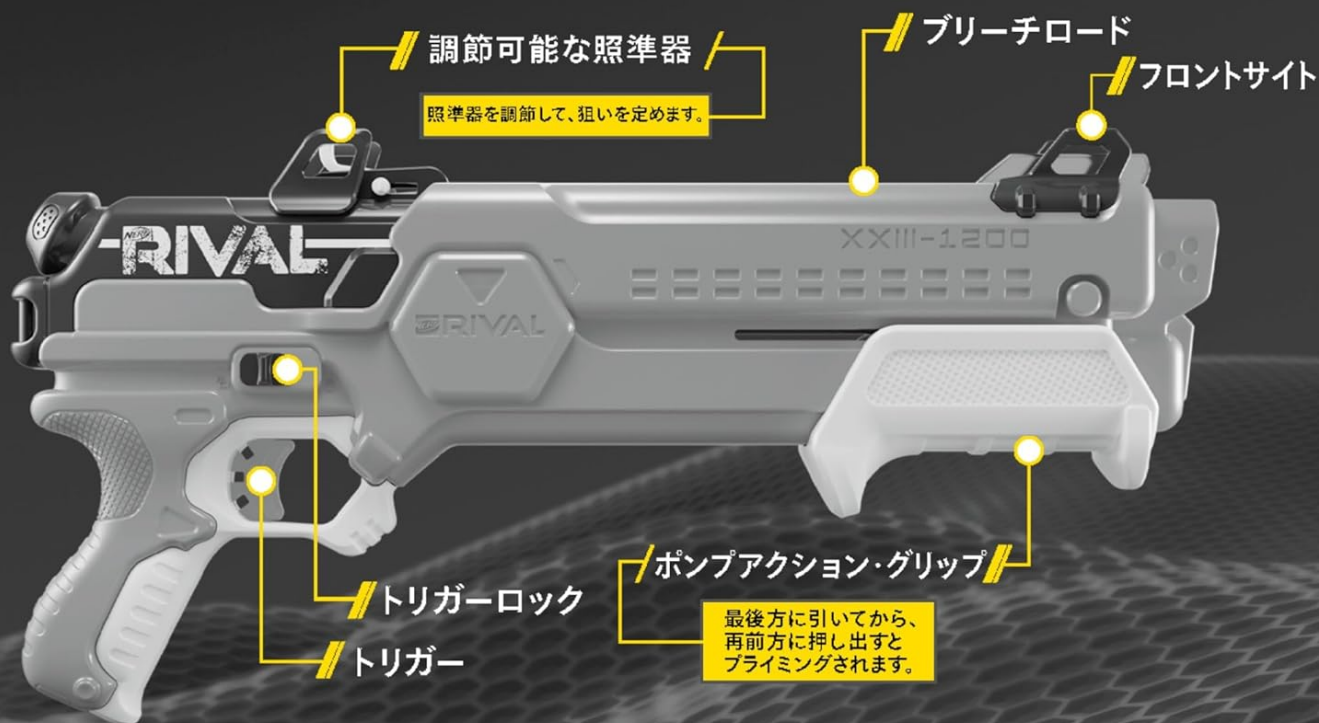 調節可能な照準器
照準器を調節して、狙いを定めます。
ブリーチロード
フロントサイト
NERF
RIVAL
XXIII-1200
RIVAL
トリガーロック
トリガー
ポンプアクション・グリップ
最後方に引いてから、
再前方に押し出すと
プライミングされます。